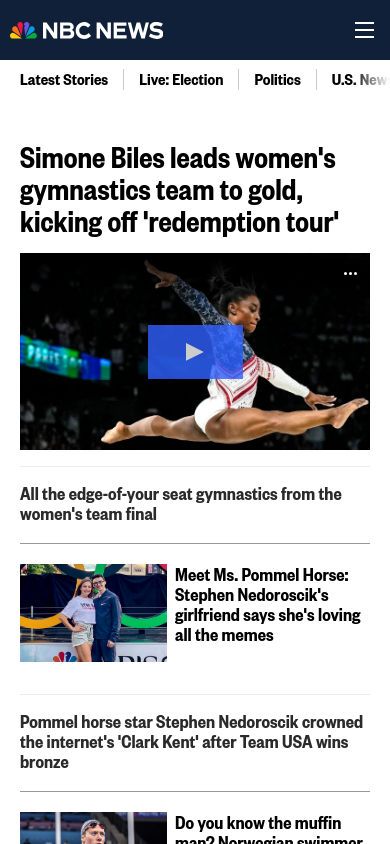 NBC NEWS
Latest Stories
Live: Election
Politics
U.S. New
Simone Biles leads women's
gymnastics team to gold,
kicking off 'redemption tour'
All the edge-of-your seat gymnastics from the
women's team final
Meet Ms. Pommel Horse:
Stephen Nedoroscik's
girlfriend says she's loving
all the memes
Pommel horse star Stephen Nedoroscik crowned
the internet's 'Clark Kent' after Team USA wins
bronze
Do you know the muffin
man? Norwegian swimmer